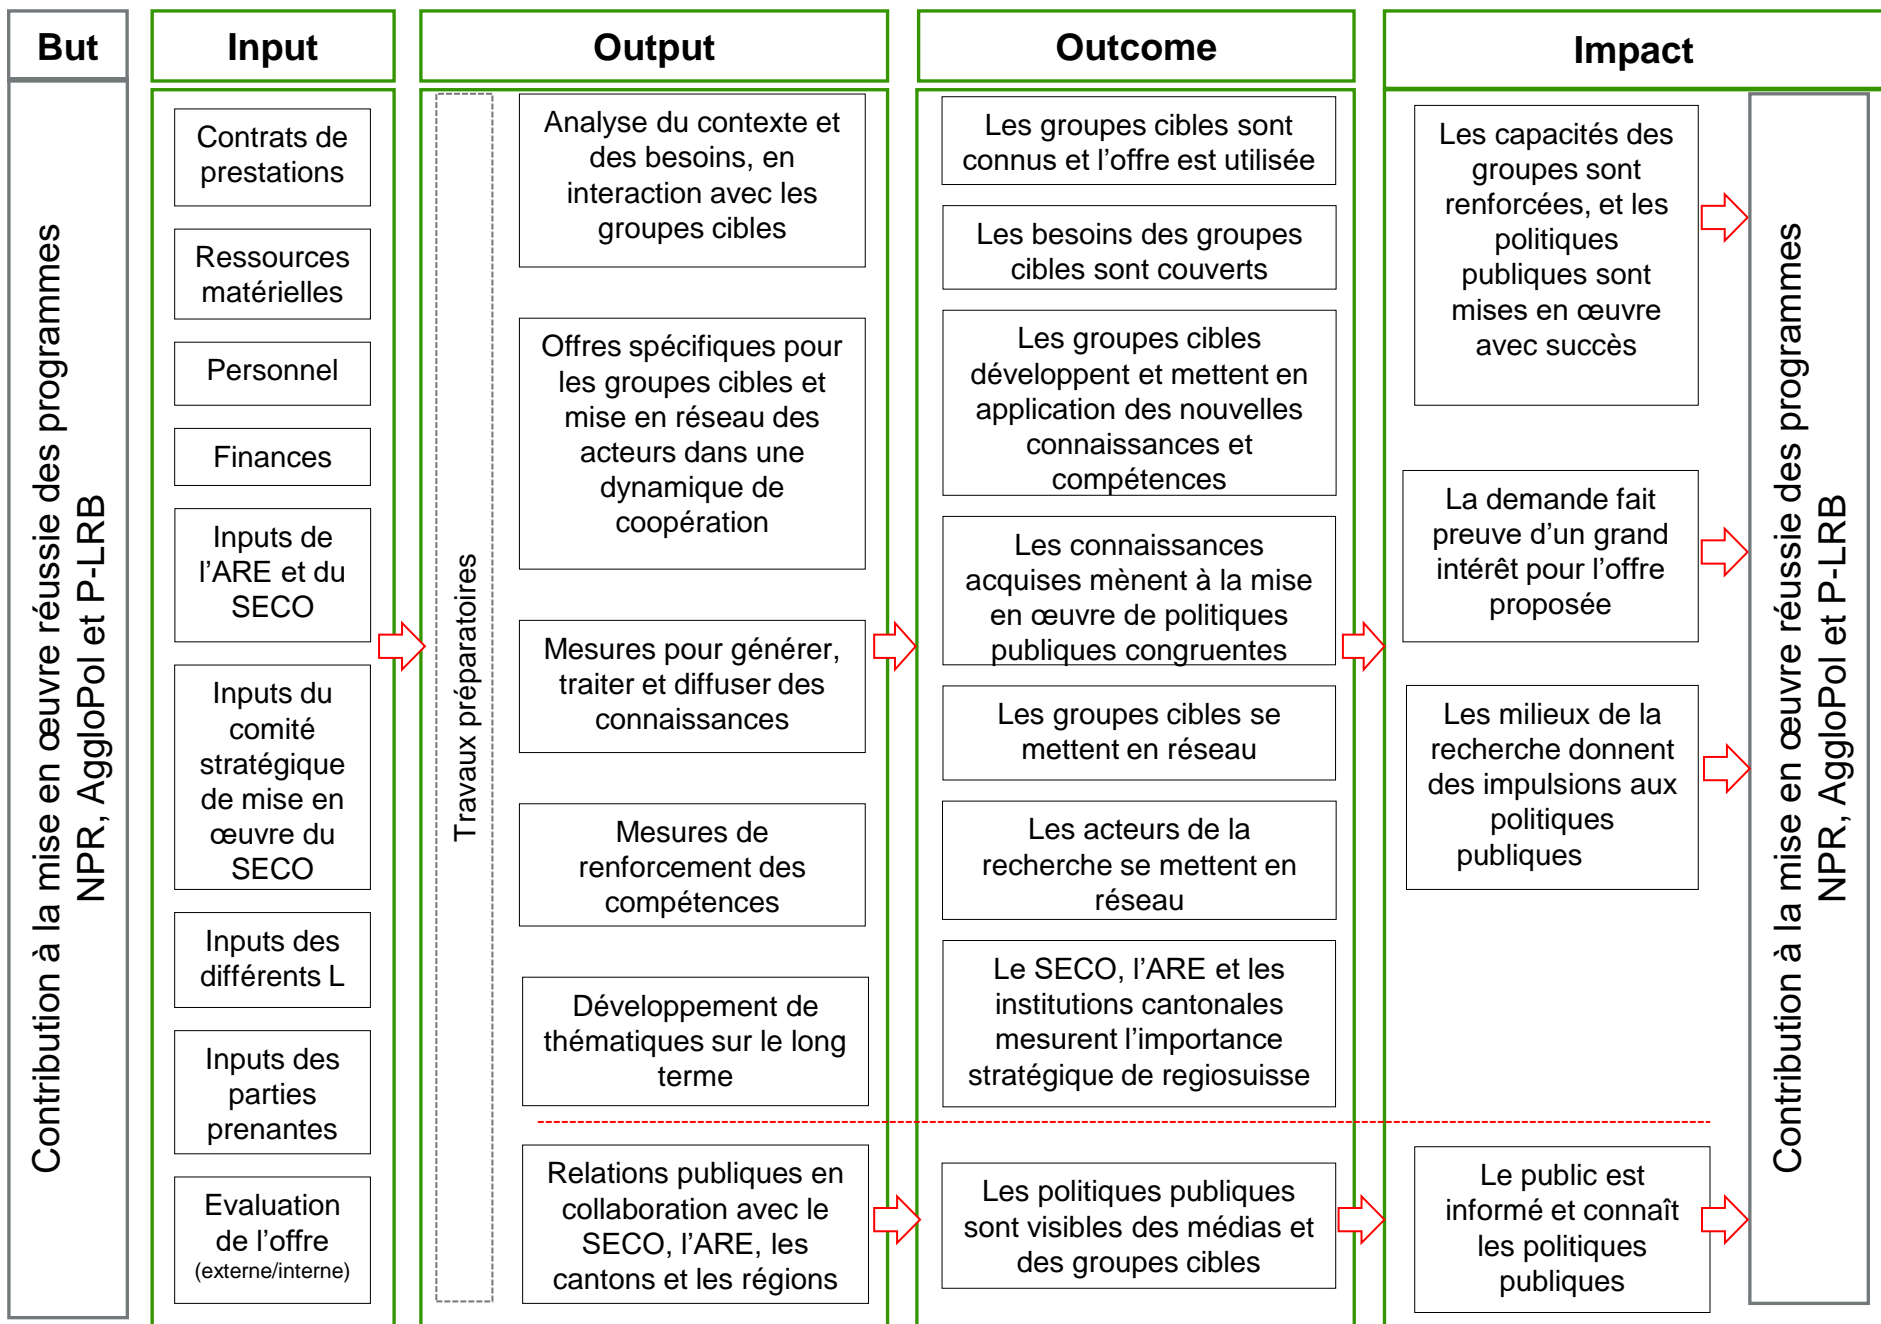 But
Contribution à la mise en œuvre réussie des programmes
NPR, AggloPol et P-LRB
Input
Contrats de
prestations
Ressources
matérielles
Personnel
Finances
Inputs de
l’ARE et du
SECO
Inputs du
comité
stratégique
de mise en
œuvre du
SECO
Inputs des
différents L
Inputs des
parties
prenantes
Evaluation
de l’offre
(externe/interne)
Output
Travaux préparatoires
Analyse du contexte et
des besoins, en
interaction avec les
groupes cibles
Offres spécifiques pour
les groupes cibles et
mise en réseau des
acteurs dans une
dynamique de
coopération
Mesures pour générer,
traiter et diffuser des
connaissances
Mesures de
renforcement des
compétences
Développement de
thématiques sur le long
terme
Relations publiques en
collaboration avec le
SECO, l’ARE, les
cantons et les régions
Outcome
Les groupes cibles sont
connus et l’offre est utilisée
Les besoins des groupes
cibles sont couverts
Les groupes cibles
développent et mettent en
application des nouvelles
connaissances et
compétences
Les connaissances
acquises mènent à la mise
en œuvre de politiques
publiques congruentes
Les groupes cibles se
mettent en réseau
Les acteurs de la
recherche se mettent en
réseau
Le SECO, l’ARE et les
institutions cantonales
mesurent l’importance
stratégique de regiosuisse
Les politiques publiques
sont visibles des médias et
des groupes cibles
Impact
Les capacités des
groupes sont
renforcées, et les
politiques
publiques sont
mises en œuvre
avec succès
La demande fait
preuve d’un grand
intérêt pour l’offre
proposée
Les milieux de la
recherche donnent
des impulsions aux
politiques
publiques
Le public est
informé et connaît
les politiques
publiques
Contribution à la mise en œuvre réussie des programmes
NPR, AggloPol et P-LRB